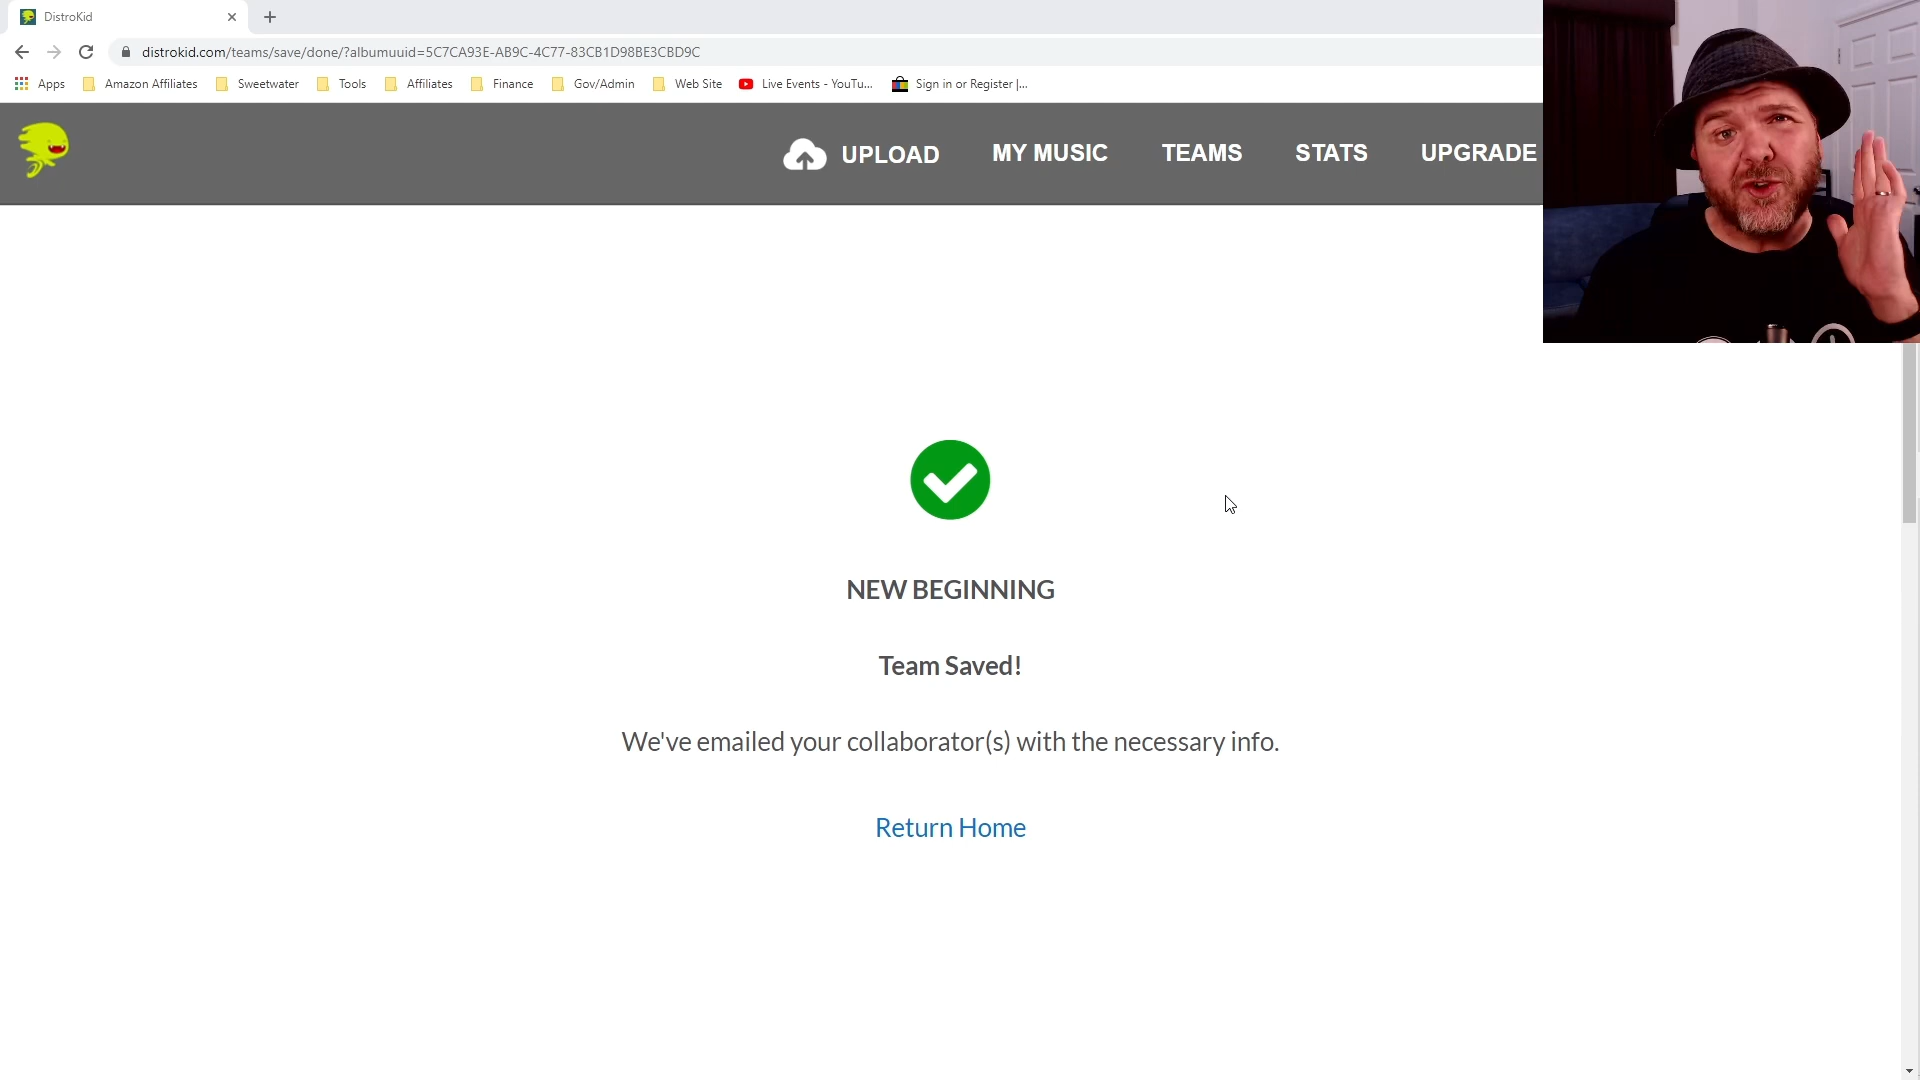 DistroKid
distrokid.com/teams/save/done/?albumuuid=5C7CA93E-AB9C-4C77-83CB1D98BE3CBD9C
Apps Amazon Affiliates Sweetwater Tools Affiliates Finance Gov/Admin Web Site Live Events - YouTu... Sign in or Register |...
UPLOAD MY MUSIC TEAMS STATS UPGRADE
NEW BEGINNING
Team Saved!
We've emailed your collaborator(s) with the necessary info.
Return Home